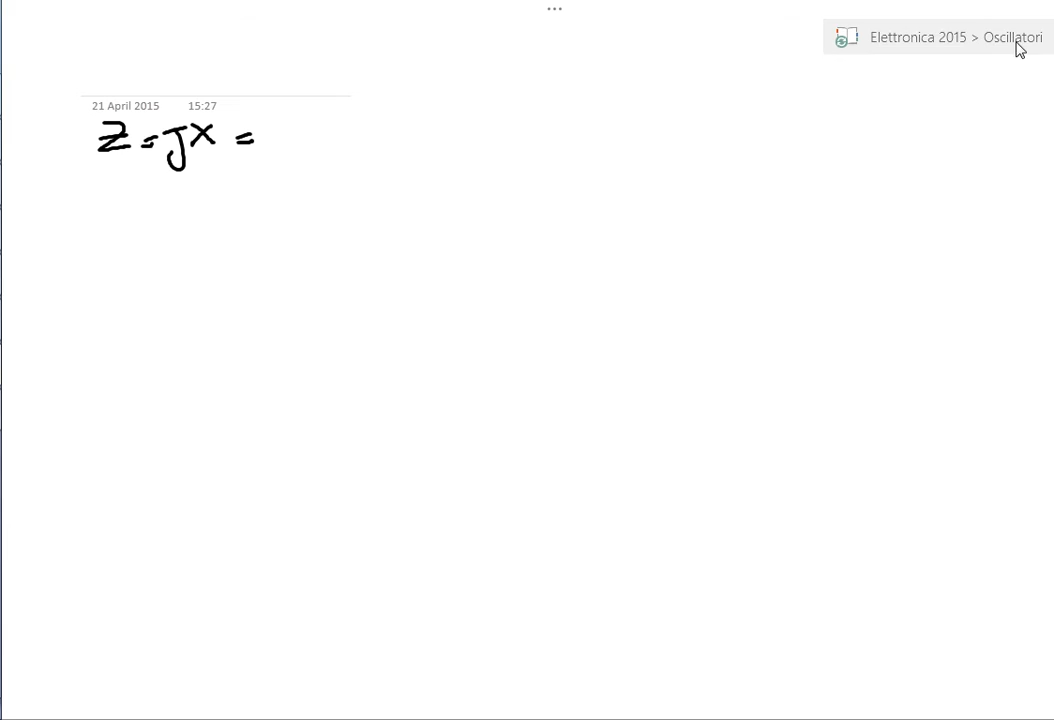 Elettronica 2015 > Oscillatori
21 April 2015 15:27
Z = JX =